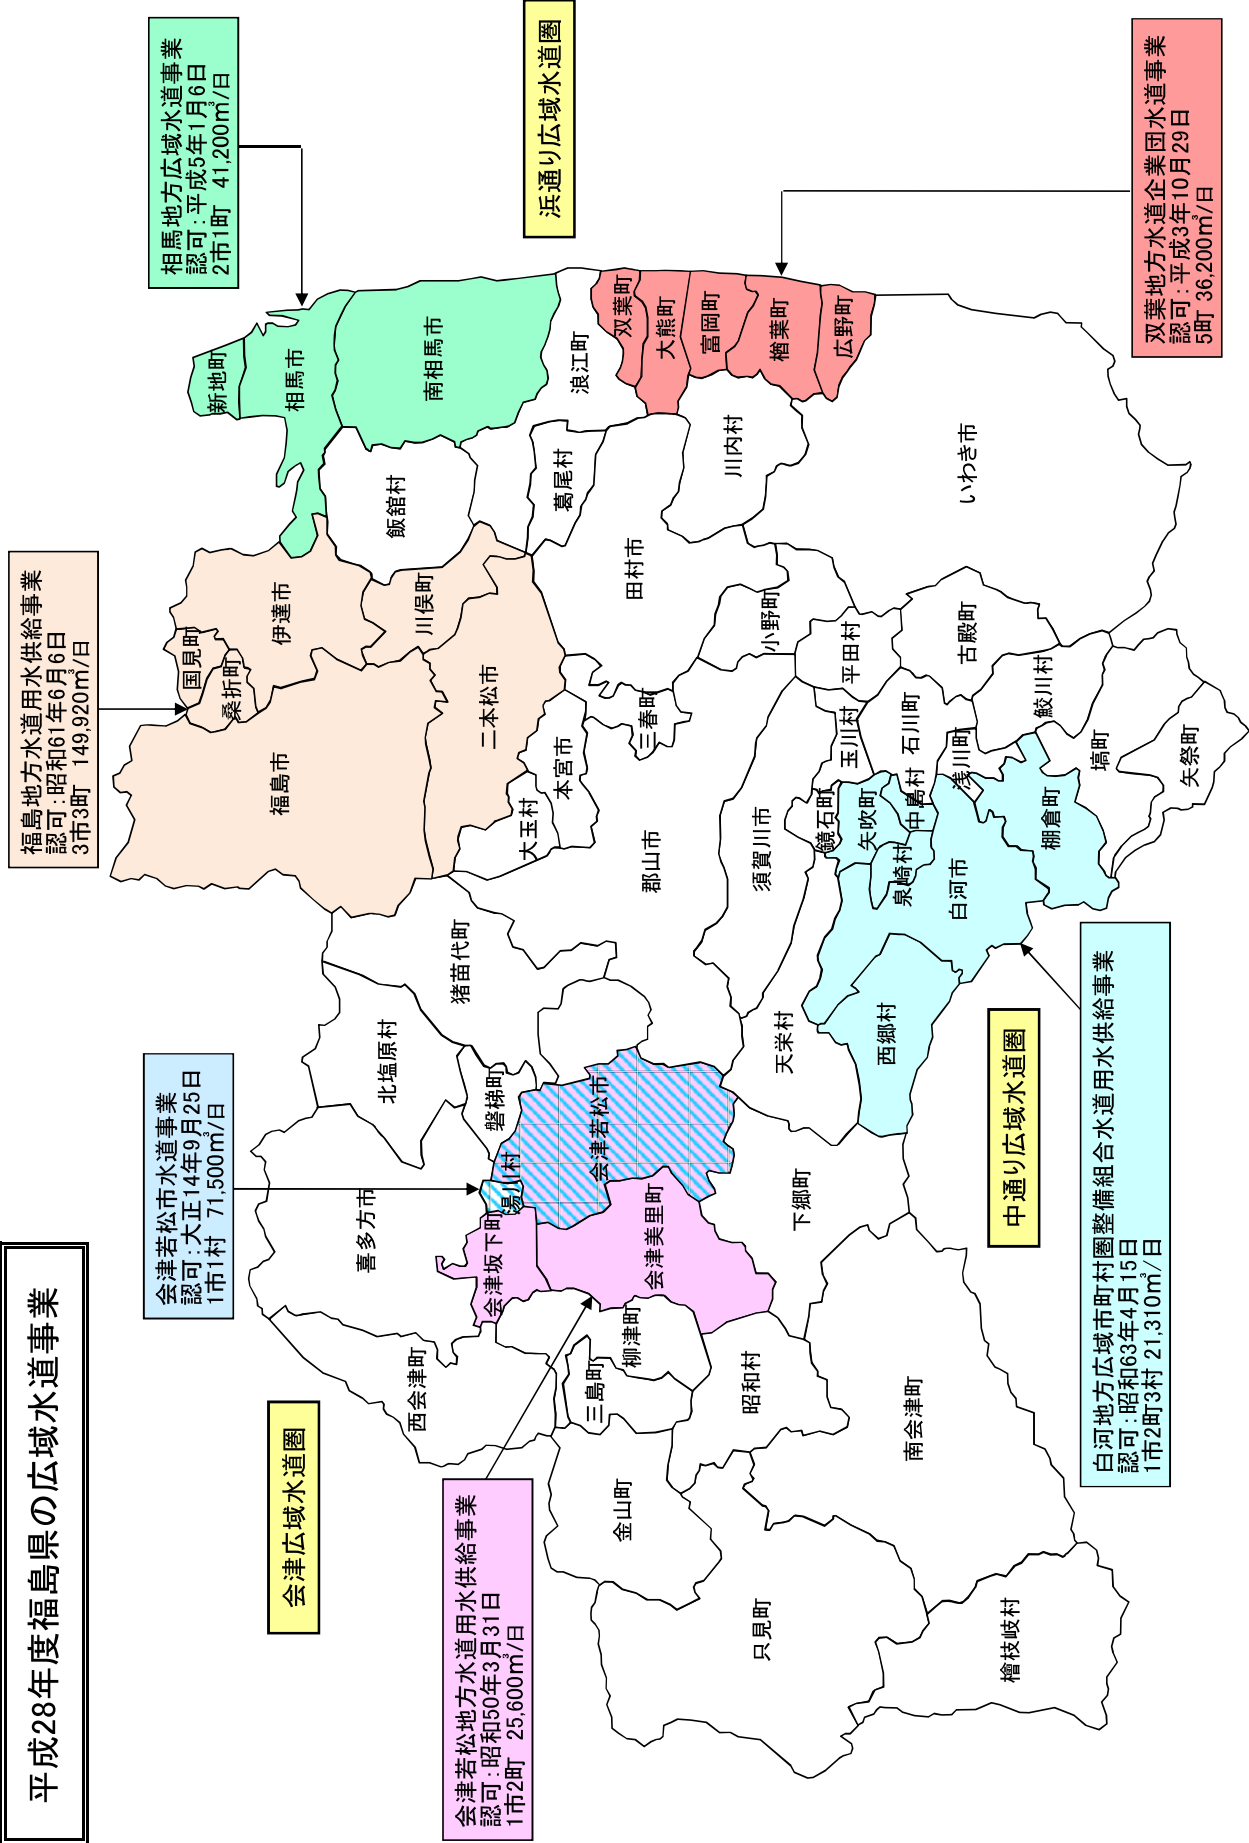 平成28年度福島県の広域水道事業
会津広域水道圏
中通り広域水道圏
浜通り広域水道圏
会津若松地方水道用水供給事業
認可：昭和50年3月31日
1市2町　25,600㎥/日
会津若松市水道事業
認可：大正14年9月25日
1市1村　71,500㎥/日
福島地方水道用水供給事業
認可：昭和61年6月6日
3市3町　149,920㎥/日
相馬地方広域水道事業
認可：平成5年1月6日
2市1町　41,200㎥/日
白河地方広域市町村圏整備組合水道用水供給事業
認可：昭和63年4月15日
1市2町3村 21,310㎥/日
双葉地方水道企業団水道事業
認可：平成3年10月29日
5町 36,200㎥/日
新地町
相馬市
南相馬市
飯舘村
浪江町
葛尾村
双葉町
大熊町
富岡町
楢葉町
広野町
川内村
いわき市
国見町
桑折町
伊達市
福島市
川俣町
二本松市
大玉村
本宮市
三春町
田村市
小野町
郡山市
須賀川市
平田村
玉川村
石川町
古殿町
浅川町
鮫川村
塙町
矢祭町
棚倉町
鏡石町
矢吹町
中島村
泉崎村
白河市
西郷村
天栄村
猪苗代町
北塩原村
磐梯町
喜多方市
湯川村
会津若松市
会津坂下町
会津美里町
西会津町
柳津町
三島町
昭和村
金山町
只見町
下郷町
南会津町
檜枝岐村